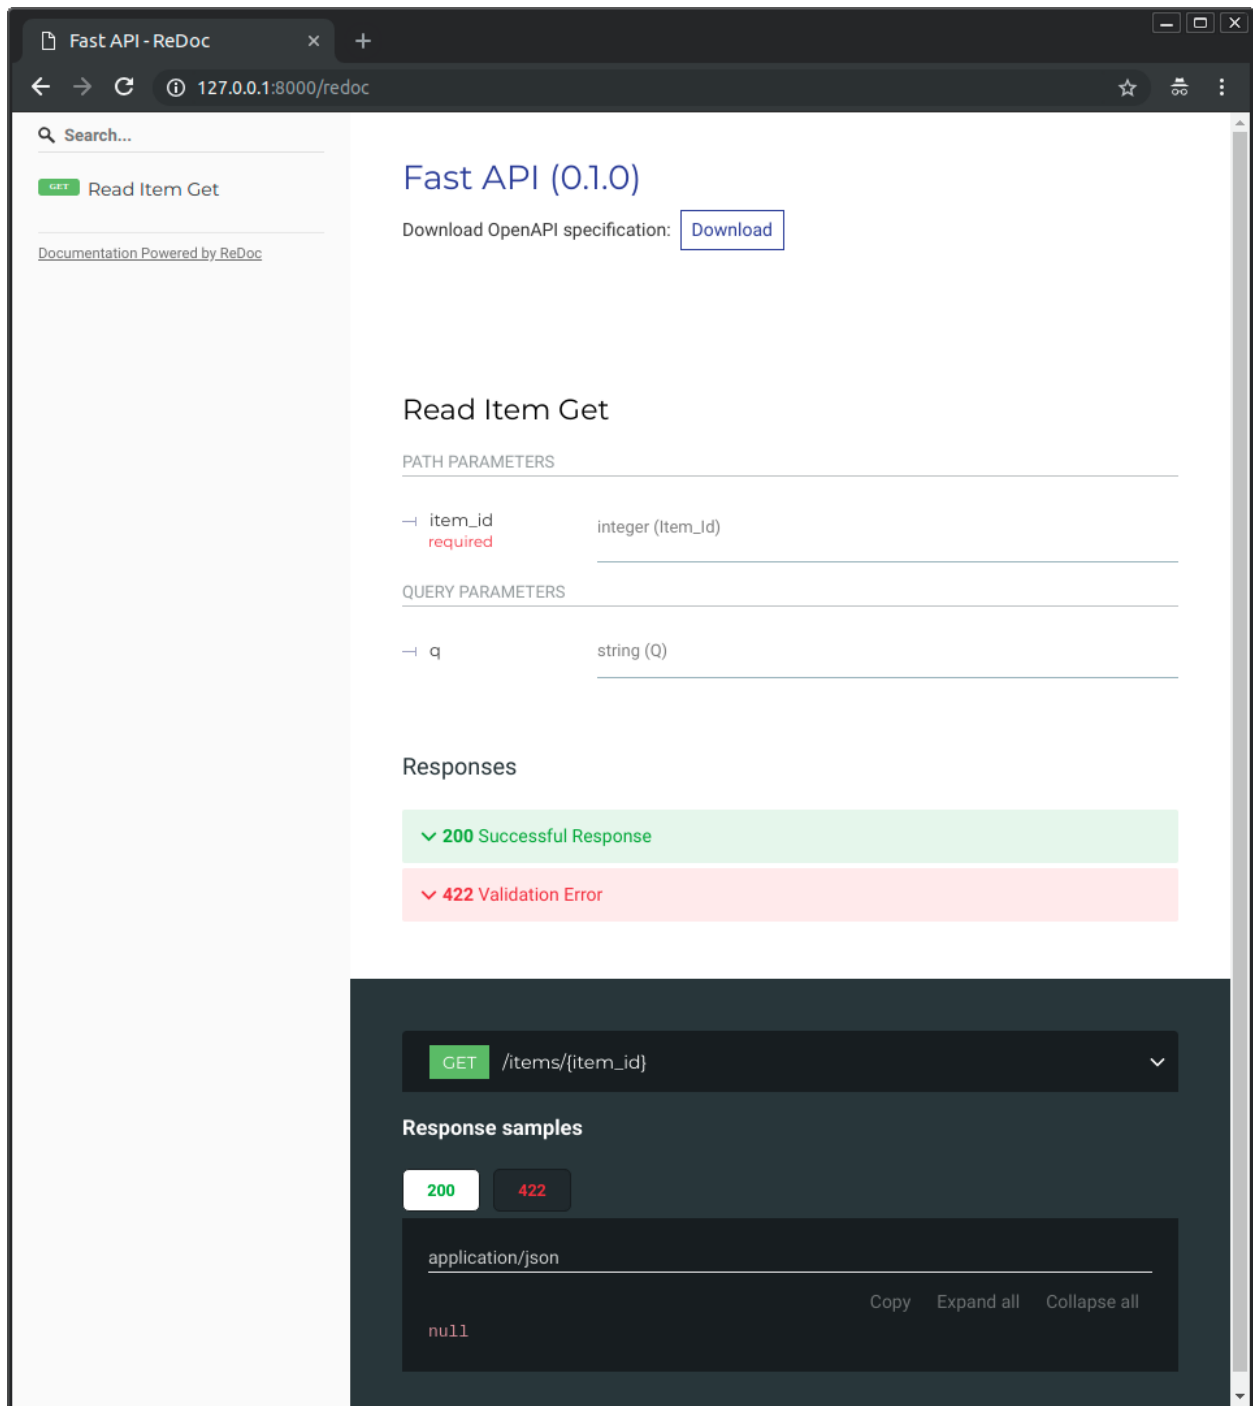 Fast API - ReDoc
127.0.0.1:8000/redoc
Search...
GET Read Item Get
Documentation Powered by ReDoc
Fast API (0.1.0)
Download OpenAPI specification: Download
Read Item Get
PATH PARAMETERS
item_id integer (Item_Id)
required
QUERY PARAMETERS
q string (Q)
Responses
200 Successful Response
422 Validation Error
GET /items/{item_id}
Response samples
200 422
application/json
Copy Expand all Collapse all
null